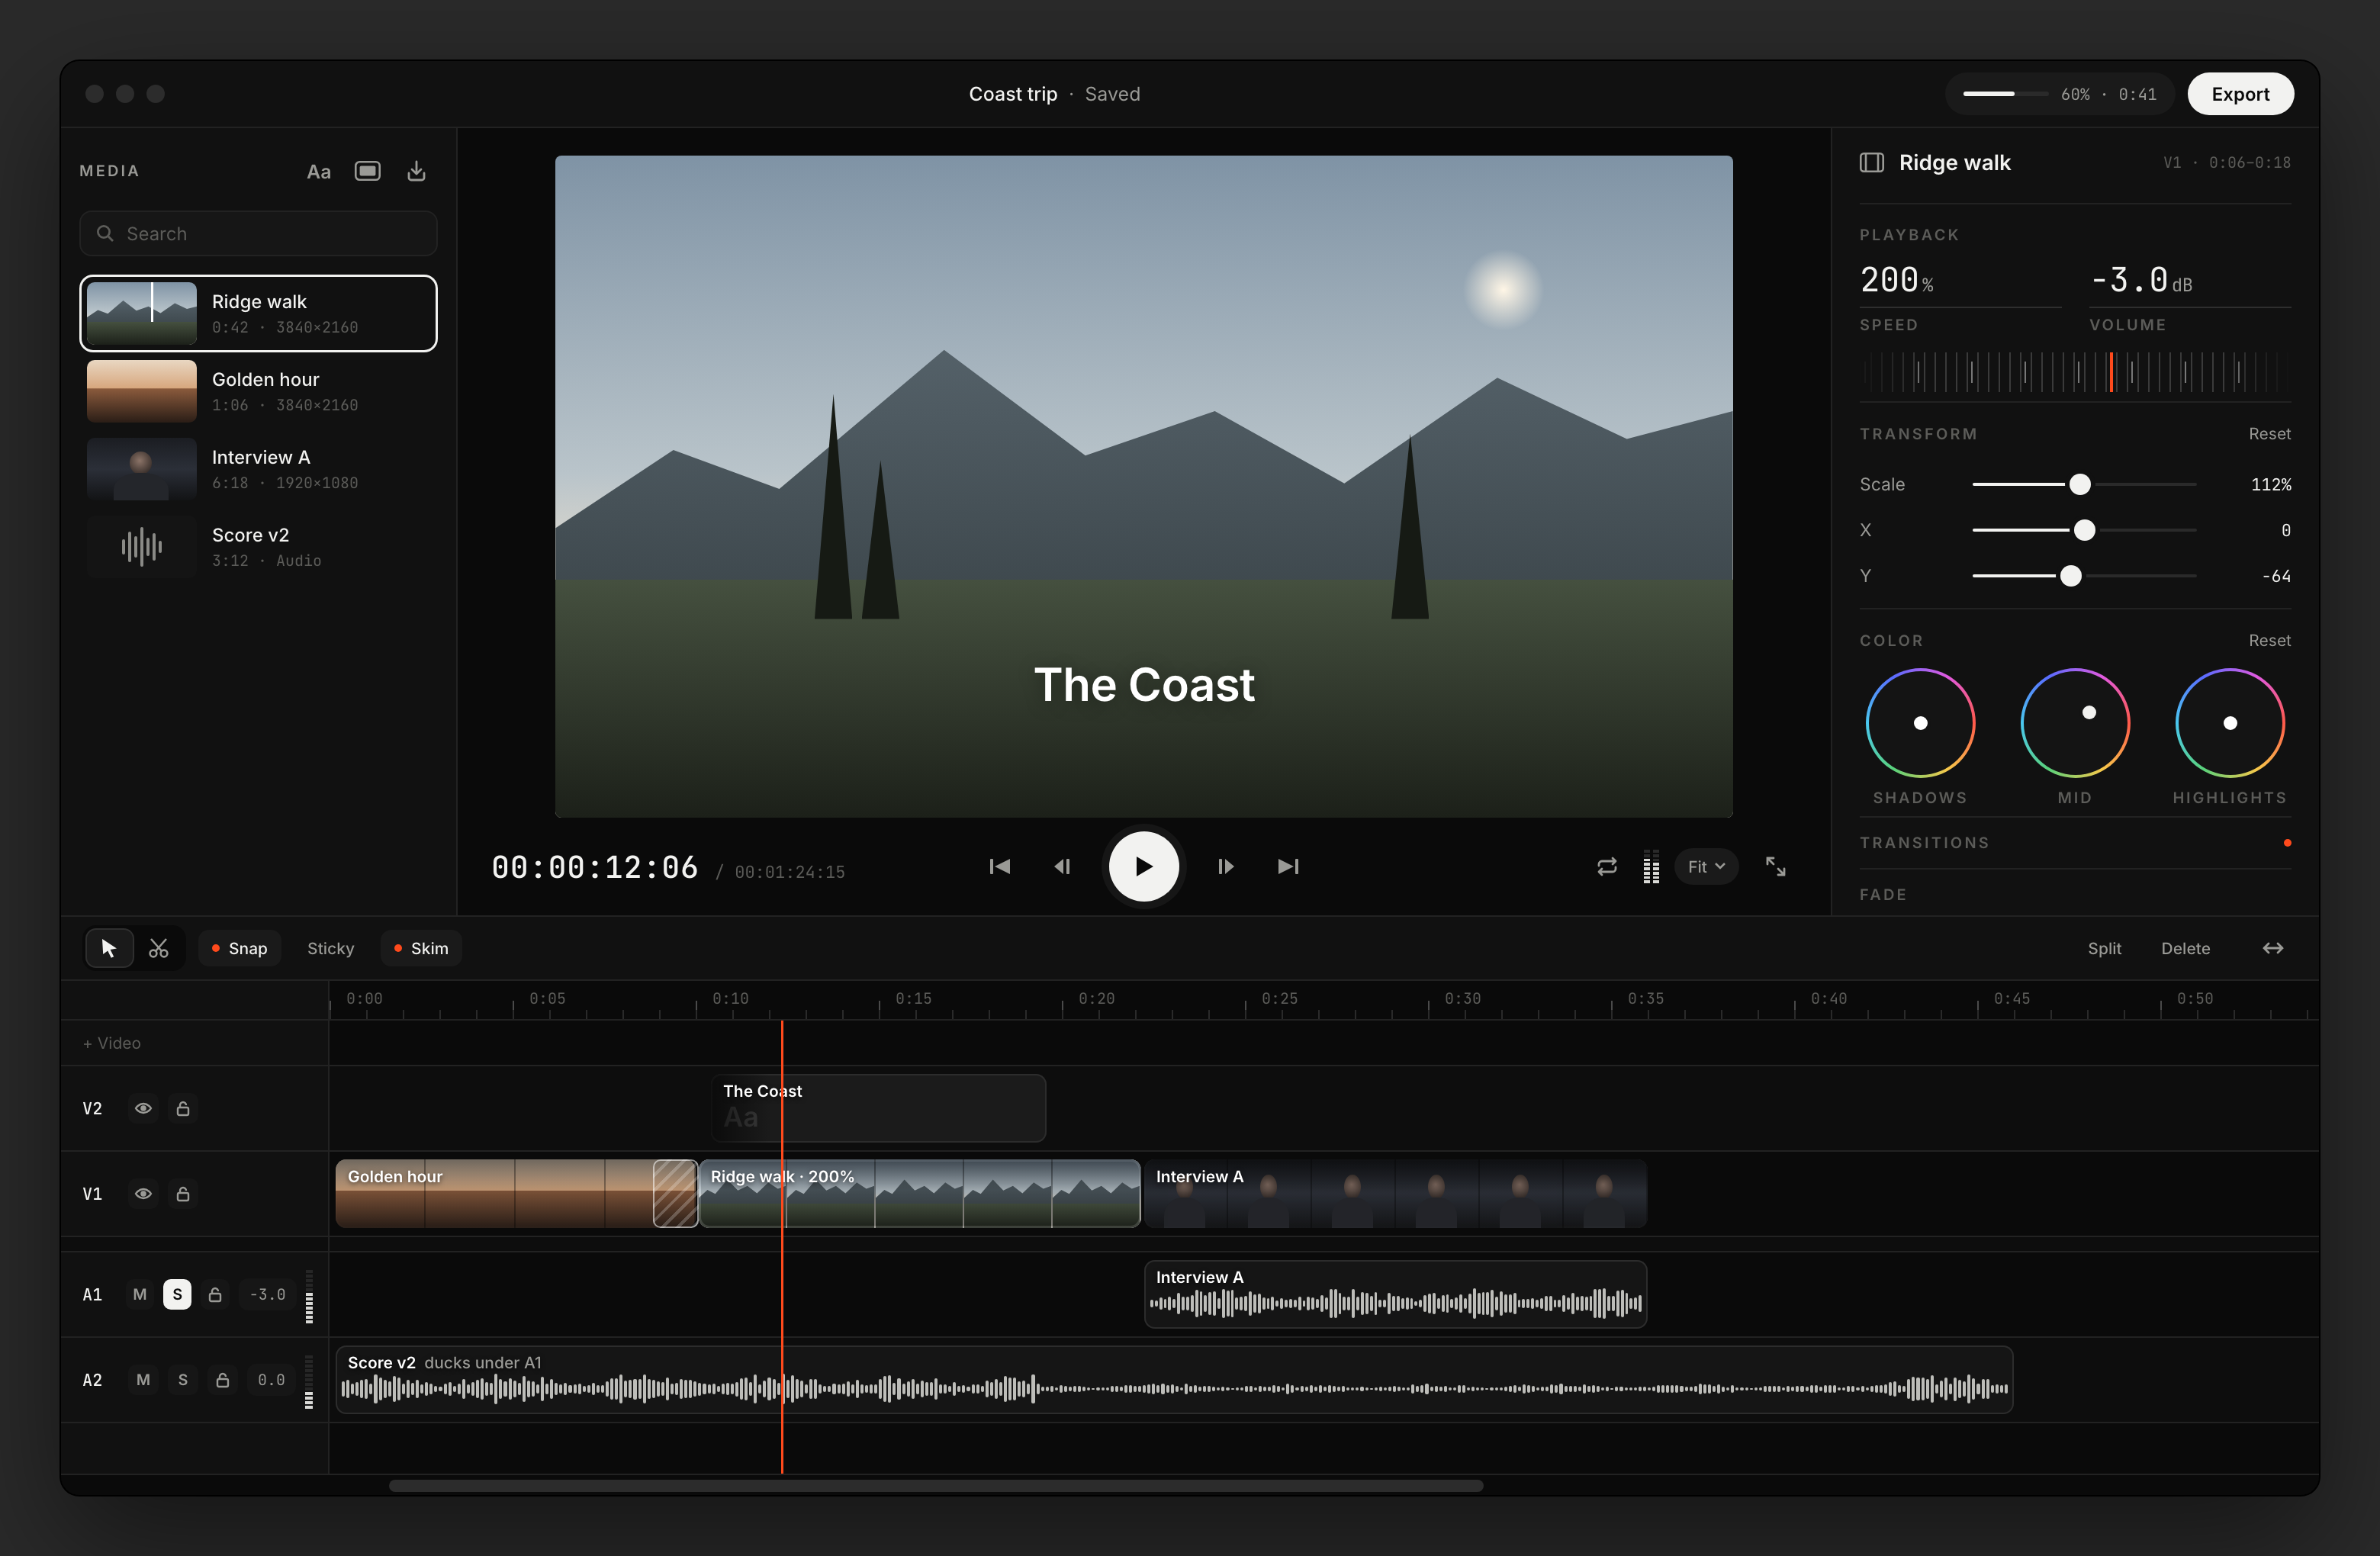 Coast trip · Saved
60% · 0:41
Export
MEDIA
Aa
Search
Ridge walk
0:42 · 3840×2160
Golden hour
1:06 · 3840×2160
Interview A
6:18 · 1920×1080
Score v2
3:12 · Audio
The Coast
00:00:12:06 / 00:01:24:15
Fit
Ridge walk
V1 · 0:06–0:18
PLAYBACK
200% -3.0dB
SPEED VOLUME
TRANSFORM Reset
Scale 112%
X 0
Y -64
COLOR Reset
SHADOWS MID HIGHLIGHTS
TRANSITIONS
FADE
Snap Sticky Skim
Split Delete
0:00 0:05 0:10 0:15 0:20 0:25 0:30 0:35 0:40 0:45 0:50
+ Video
V2
The Coast
Aa
V1
Golden hour
Ridge walk · 200%
Interview A
A1 M S -3.0
Interview A
A2 M S 0.0
Score v2 ducks under A1